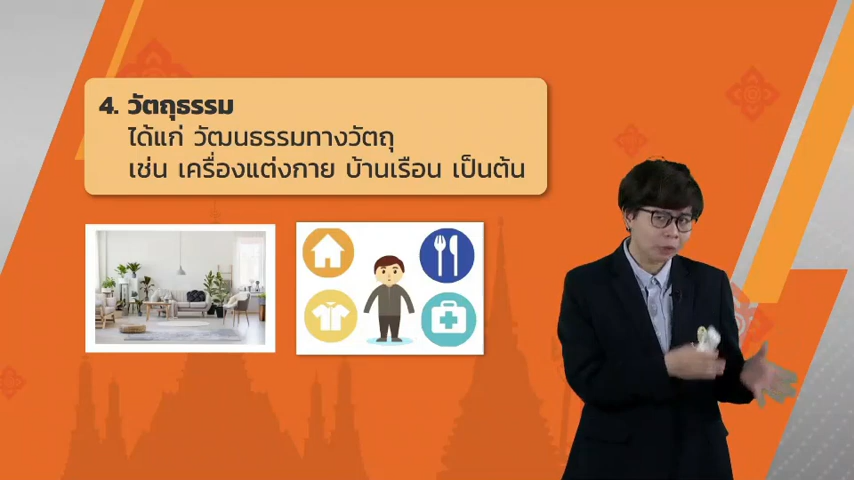 4. วัตถุธรรม
ได้แก่ วัฒนธรรมทางวัตถุ
เช่น เครื่องแต่งกาย บ้านเรือน เป็นต้น